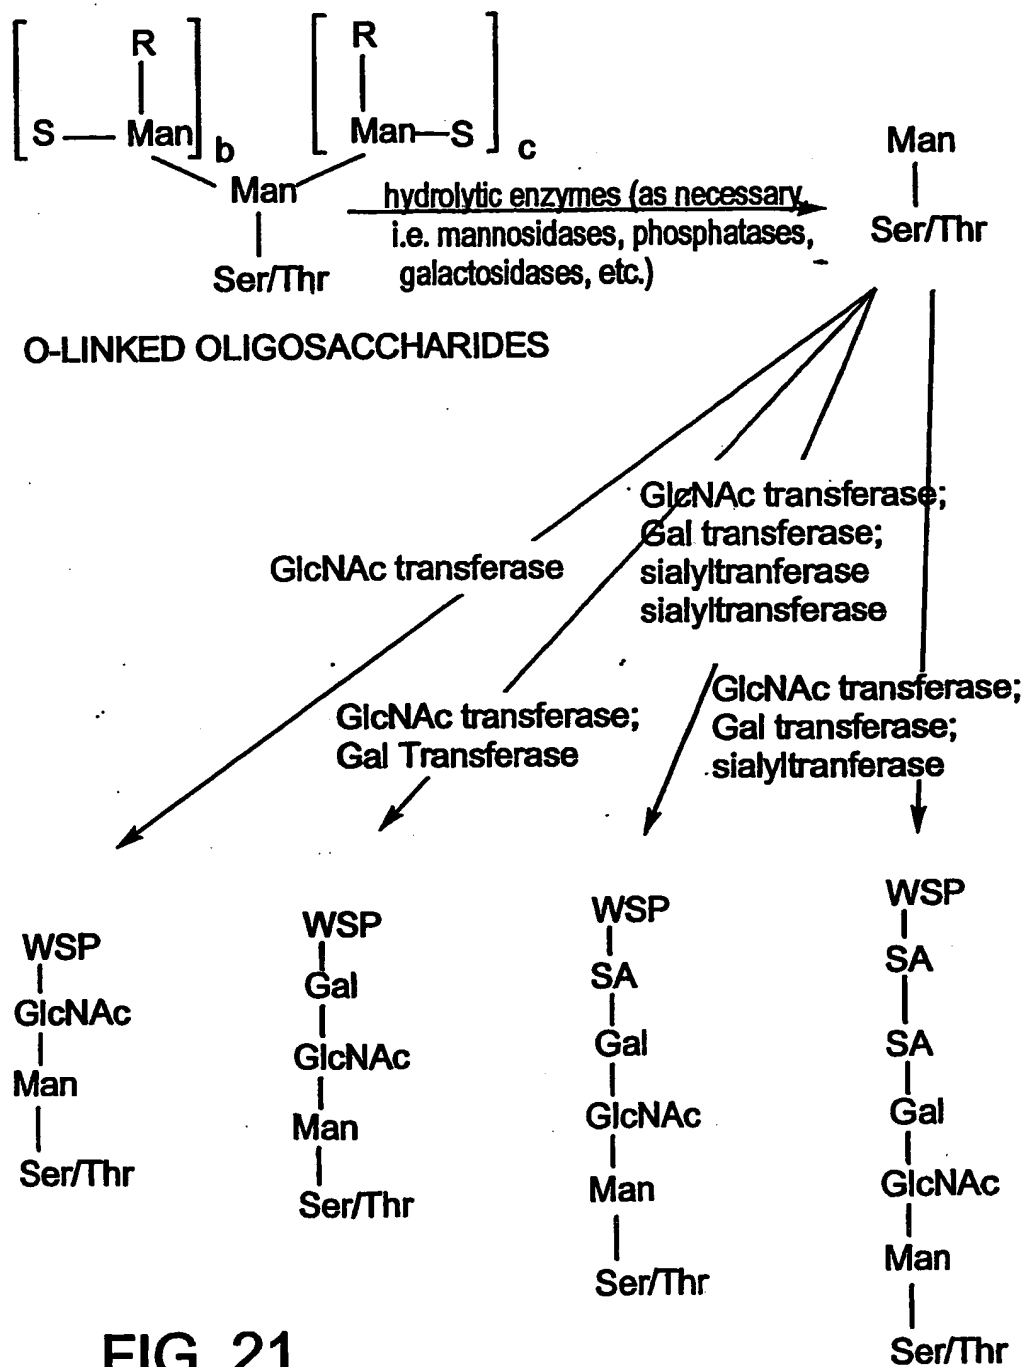 R
R
S
Man
b
Man
S
c
Man
Ser/Thr
hydrolytic enzymes (as necessary
i.e. mannosidases, phosphatases,
galactosidases, etc.)
Man
Ser/Thr
O-LINKED OLIGOSACCHARIDES
GlcNAc transferase
GlcNAc transferase;
Gal transferase;
sialyltranferase
sialyltransferase
GlcNAc transferase;
Gal Transferase
GlcNAc transferase;
Gal transferase;
sialyltranferase
WSP
GlcNAc
Man
Ser/Thr
WSP
Gal
GlcNAc
Man
Ser/Thr
WSP
SA
Gal
GlcNAc
Man
Ser/Thr
WSP
SA
SA
Gal
GlcNAc
Man
Ser/Thr
FIG. 21